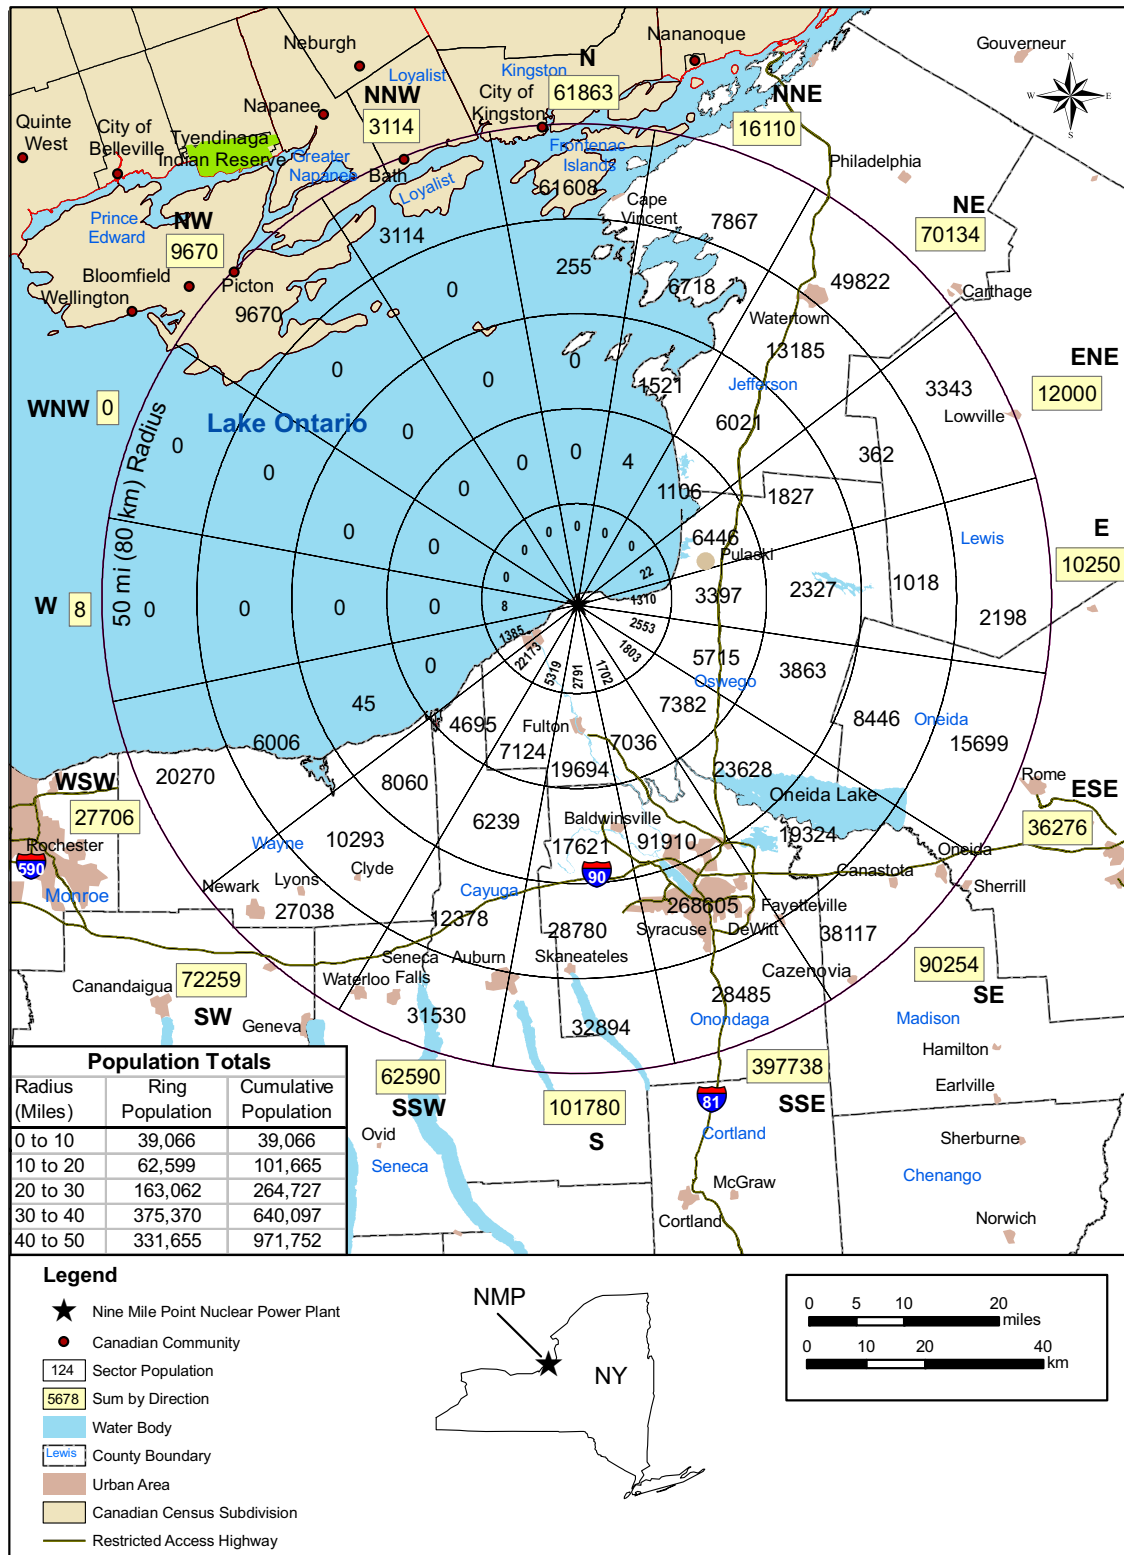 Neburgh
Nananoque
Gouverneur
N
Loyalist
Kingston
N
NNW
City of
Kingston
61863
NNE
W
E
S
Napanee
3114
16110
Quinte
West
City of
Belleville
Tyendinaga
Indian Reserve
Greater
Napanee
Bath
Loyalist
Frontenac
Islands
61608
Philadelphia
Prince
Edward
NW
9670
3114
Cape
Vincent
7867
NE
70134
Bloomfield
Wellington
Picton
9670
0
255
6718
49822
Carthage
Watertown
13185
ENE
12000
WNW
0
0
0
0
1521
Jefferson
3343
Lowville
50 mi (80 km) Radius
Lake Ontario
6021
0
0
0
0
0
4
362
0
0
1106
1827
0
0
6446
Pulaski
Lewis
E
10250
0
0
0
0
0
0
22
1310
3397
2327
1018
2198
W
8
0
0
0
0
8
2553
1385
22173
5319
2791
1702
1803
0
5715
Oswego
3863
45
4695
Fulton
7382
8446
Oneida
15699
6006
7124
7036
19694
23628
WSW
27706
20270
8060
Oneida Lake
Rome
ESE
36276
6239
Baldwinsville
Rochester
590
Wayne
10293
17621
91910
19324
Oneida
90
Canastota
Clyde
Lyons
Newark
Cayuga
Sherrill
Monroe
27038
12378
268605
Fayetteville
28780
Syracuse
DeWitt
38117
Seneca
Falls
Auburn
Skaneateles
Cazenovia
90254
SE
72259
SW
Canandaigua
Waterloo
28485
Onondaga
31530
32894
Geneva
Madison
Hamilton
62590
SSW
397738
SSE
101780
S
81
Earlville
Ovid
Seneca
Cortland
Sherburne
Chenango
McGraw
Cortland
Norwich
Population Totals
Radius (Miles) Ring Population Cumulative Population
0 to 10 39,066 39,066
10 to 20 62,599 101,665
20 to 30 163,062 264,727
30 to 40 375,370 640,097
40 to 50 331,655 971,752
Legend
Nine Mile Point Nuclear Power Plant
Canadian Community
124 Sector Population
5678 Sum by Direction
Water Body
Lewis County Boundary
Urban Area
Canadian Census Subdivision
Restricted Access Highway
NMP
NY
0 5 10 20
miles
0 10 20 40
km